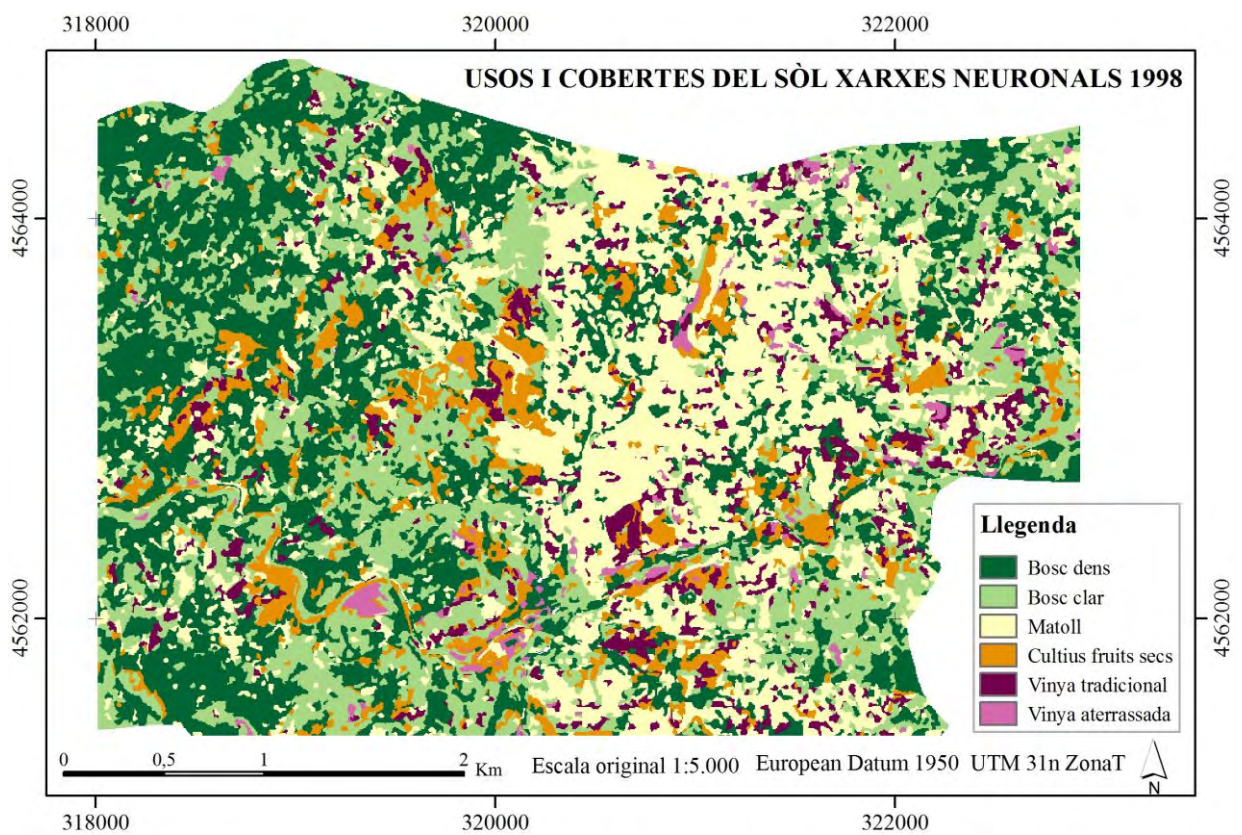 318000 320000 322000
USOS I COBERTES DEL SÒL XARXES NEURONALS 1998
4564000 4564000
Llegenda
Bosc dens
Bosc clar
Matoll
Cultius fruits secs
Vinya tradicional
Vinya aterrassada
4562000 4562000
0 0,5 1 2 Km
Escala original 1:5.000 European Datum 1950 UTM 31n ZonaT
N
318000 320000 322000